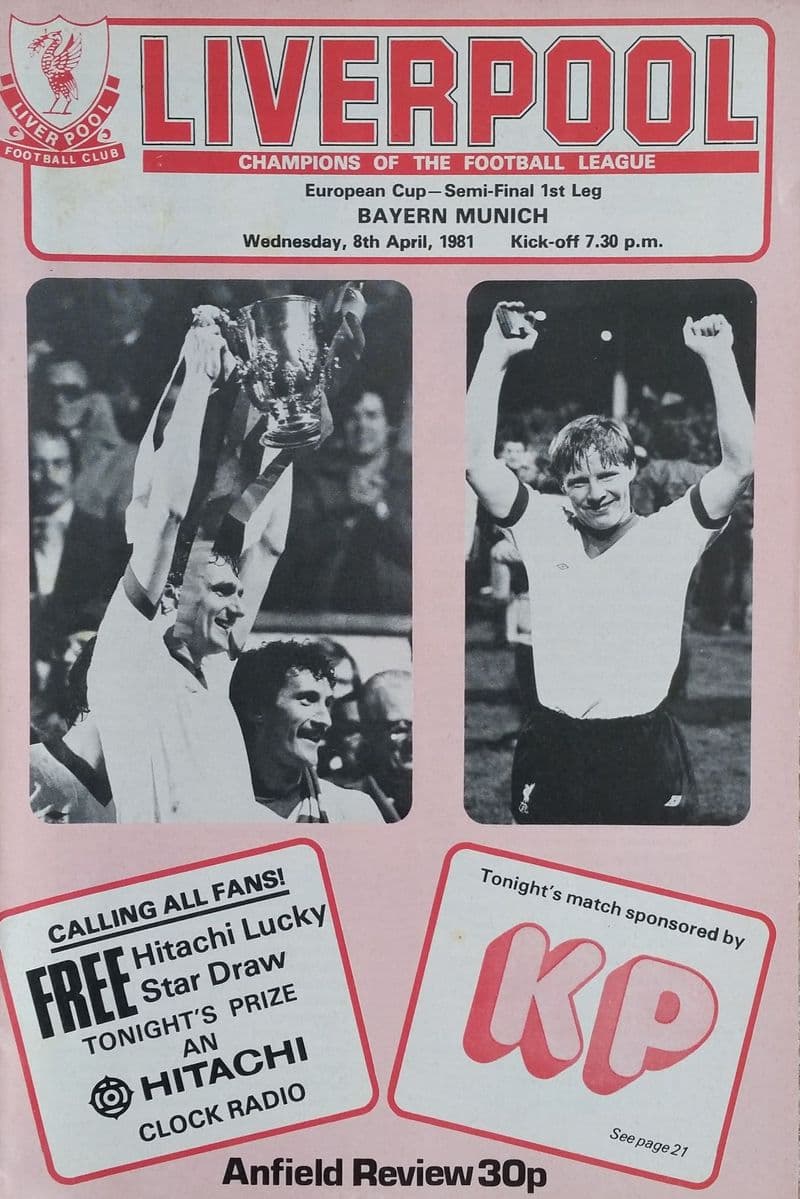 LIVERPOOL
FOOTBALL CLUB
LIVERPOOL
CHAMPIONS OF THE FOOTBALL LEAGUE
European Cup—Semi-Final 1st Leg
BAYERN MUNICH
Wednesday, 8th April, 1981 Kick-off 7.30 p.m.
CALLING ALL FANS!
FREE Hitachi Lucky
Star Draw
TONIGHT'S PRIZE
AN
HITACHI
CLOCK RADIO
Tonight's match sponsored by
KP
See page 21
Anfield Review 30p